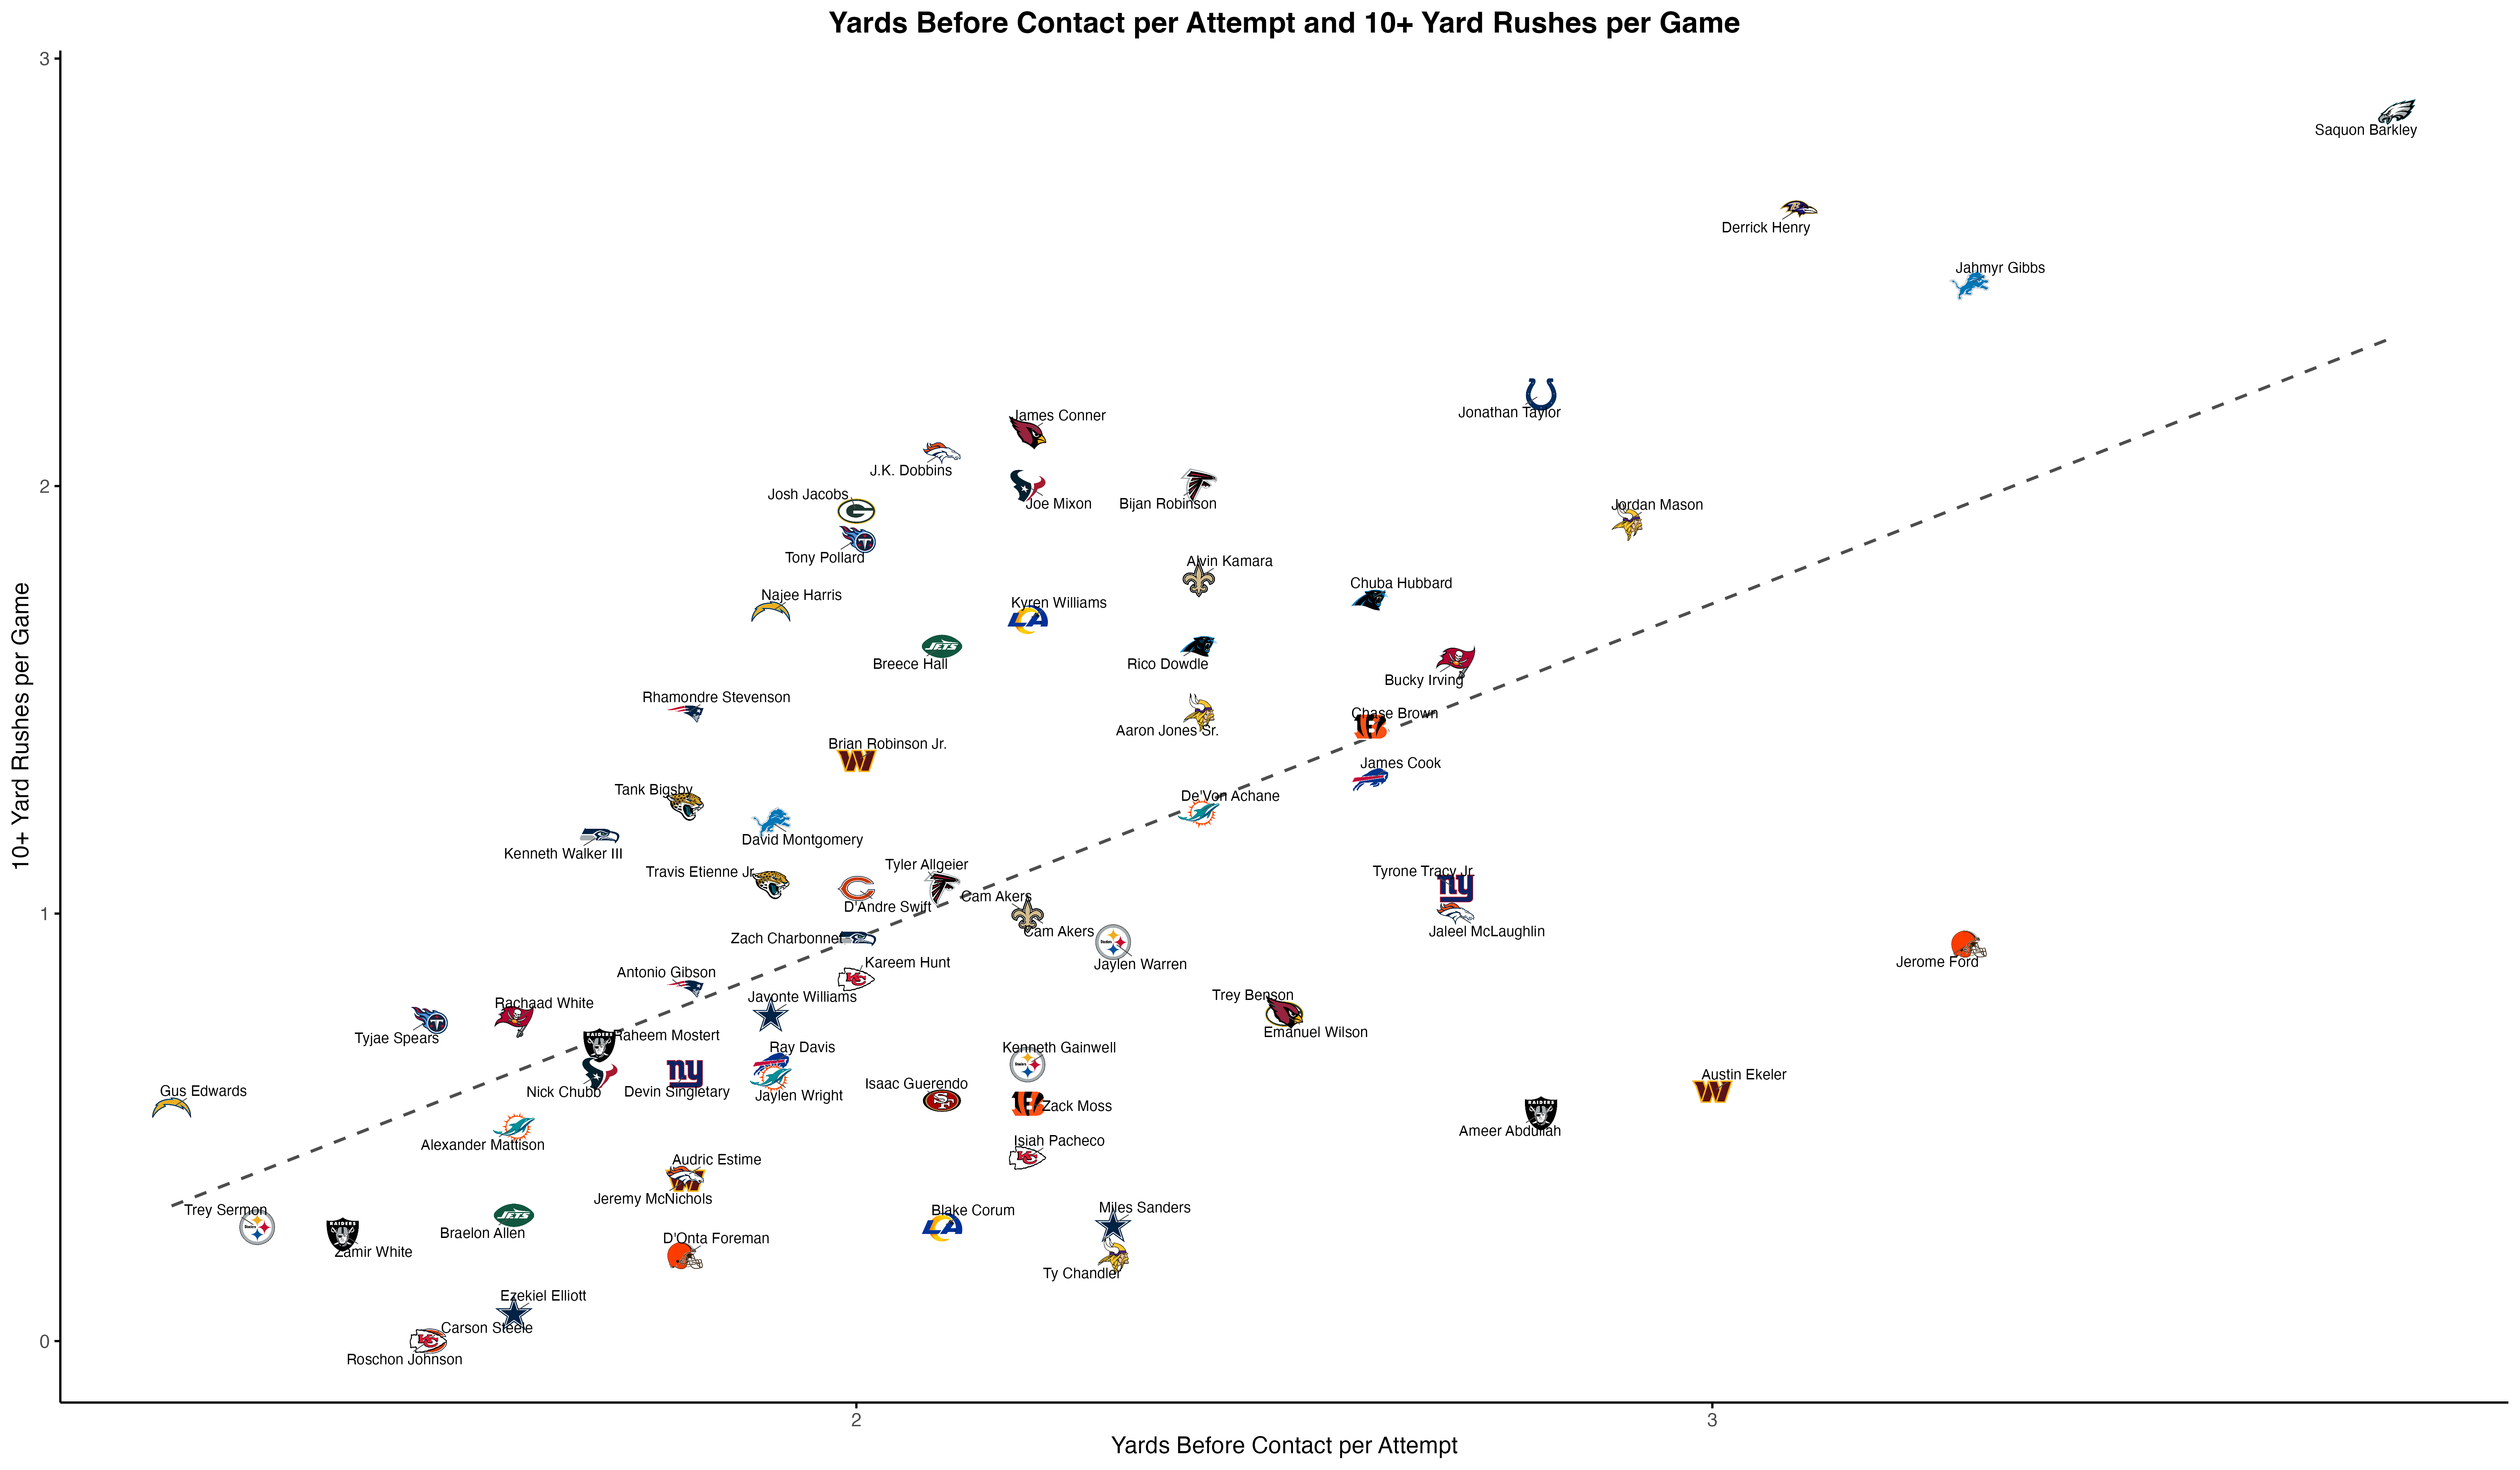 Yards Before Contact per Attempt and 10+ Yard Rushes per Game
3
Saquon Barkley
Derrick Henry
Jahmyr Gibbs
Jonathan Taylor
James Conner
J.K. Dobbins
2
Josh Jacobs
Joe Mixon
Bijan Robinson
Jordan Mason
Tony Pollard
Alvin Kamara
Chuba Hubbard
Najee Harris
Kyren Williams
Breece Hall
JETS
Rico Dowdle
Bucky Irving
Rhamondre Stevenson
Chase Brown
Aaron Jones Sr.
Brian Robinson Jr.
James Cook
Tank Bigsby
De'Von Achane
David Montgomery
Kenneth Walker III
Tyler Allgeier
Travis Etienne Jr.
Tyrone Tracy Jr.
ny
Cam Akers
D'Andre Swift
1
Cam Akers
Jaleel McLaughlin
Zach Charbonnet
Kareem Hunt
Jaylen Warren
Jerome Ford
Antonio Gibson
Javonte Williams
Trey Benson
Rachaad White
Emanuel Wilson
Tyjae Spears
Raheem Mostert
RAIDERS
Ray Davis
Kenneth Gainwell
ny
Nick Chubb
Devin Singletary
Jaylen Wright
Isaac Guerendo
Austin Ekeler
Gus Edwards
Zack Moss
RAIDERS
Ameer Abdullah
Alexander Mattison
Isiah Pacheco
Audric Estime
Jeremy McNichols
Trey Sermon
Blake Corum
Miles Sanders
JETS
RAIDERS
Braelon Allen
Zamir White
D'Onta Foreman
Ty Chandler
Ezekiel Elliott
Carson Steele
0
Roschon Johnson
2
3
Yards Before Contact per Attempt
10+ Yard Rushes per Game